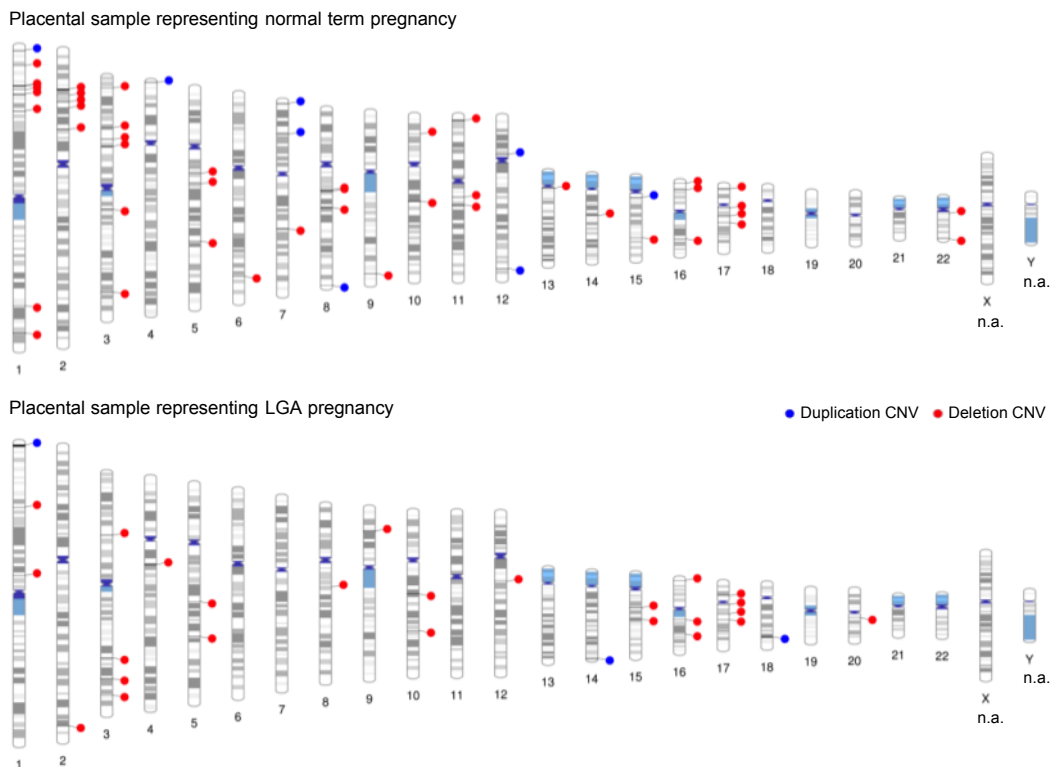 Placental sample representing normal term pregnancy
1 2 3 4 5 6 7 8 9 10 11 12 13 14 15 16 17 18 19 20 21 22 X Y
n.a. n.a.
Placental sample representing LGA pregnancy
Duplication CNV Deletion CNV
1 2 3 4 5 6 7 8 9 10 11 12 13 14 15 16 17 18 19 20 21 22 X Y
n.a. n.a.